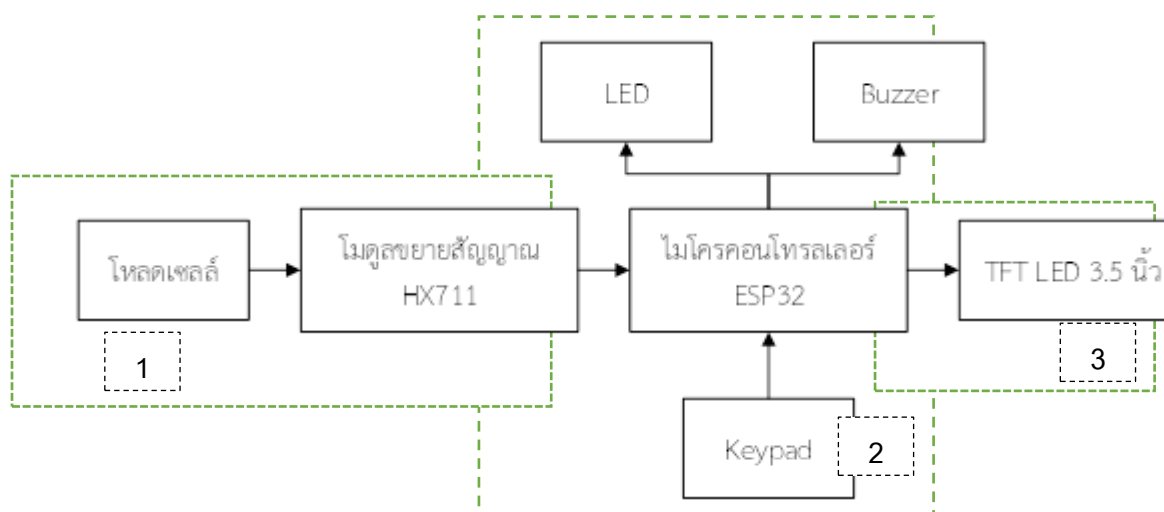 LED
Buzzer
โหลดเซลล์
โมดูลขยายสัญญาณ
HX711
ไมโครคอนโทรลเลอร์
ESP32
TFT LED 3.5 นิ้ว
1
3
Keypad
2